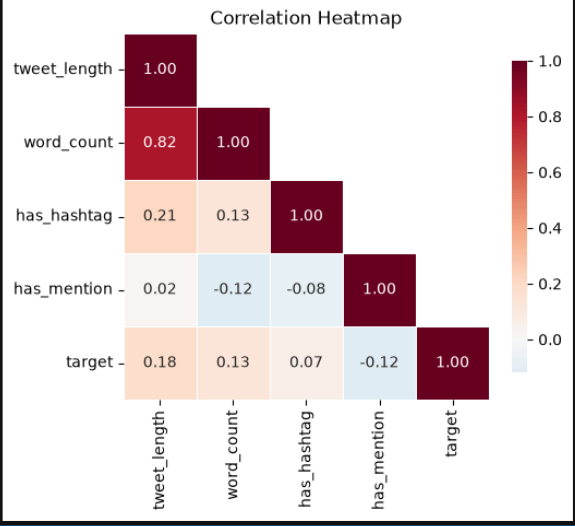 Correlation Heatmap
tweet_length
1.00
word_count
0.82
1.00
has_hashtag
0.21
0.13
1.00
has_mention
0.02
-0.12
-0.08
1.00
target
0.18
0.13
0.07
-0.12
1.00
tweet_length
word_count
has_hashtag
has_mention
target
1.0
0.8
0.6
0.4
0.2
0.0